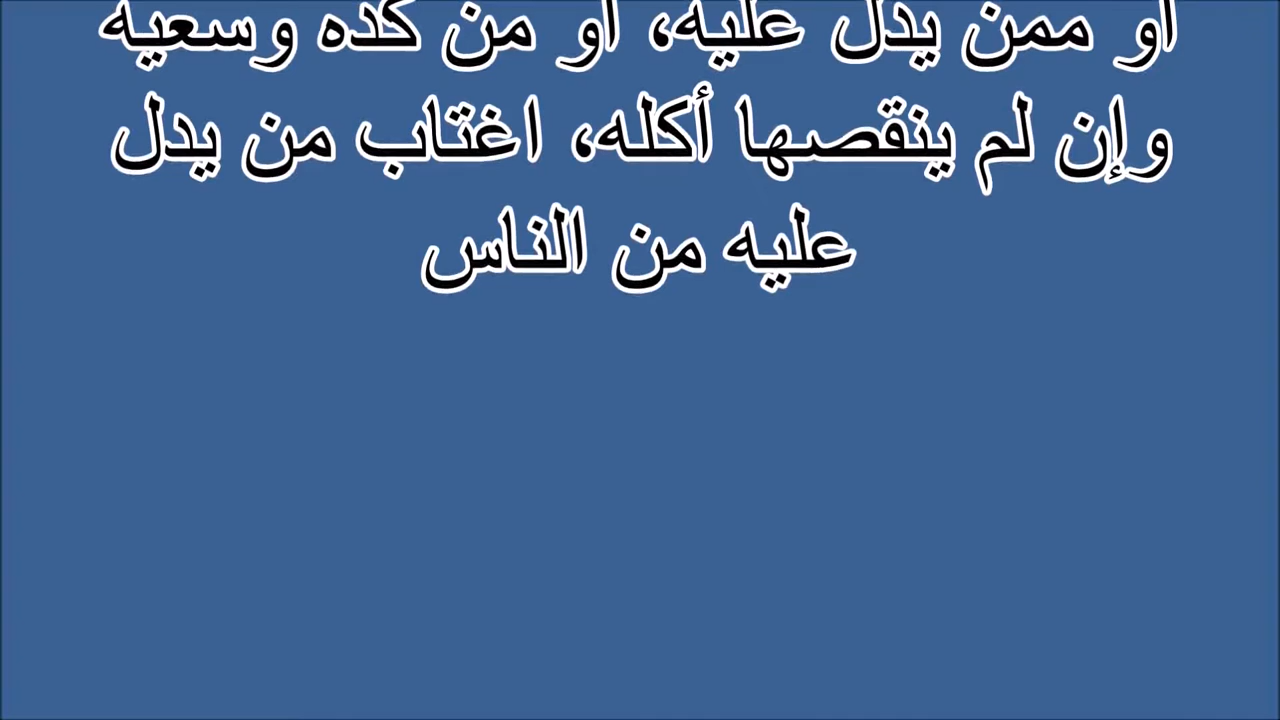 أو ممن يدل عليه، أو من كده وسعيه
وإن لم ينقصها أكله، اغتاب من يدل
عليه من الناس